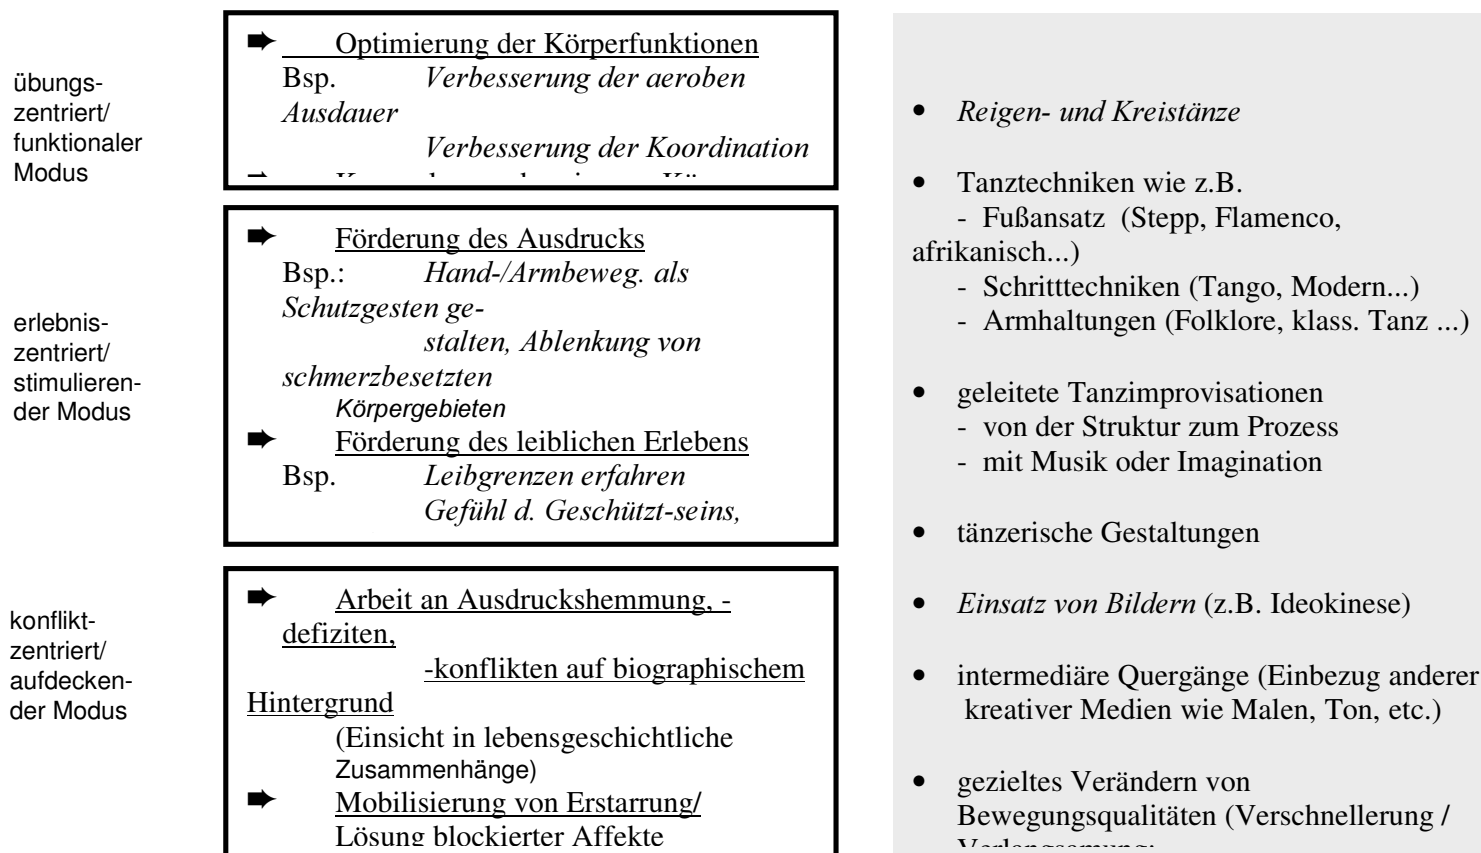 übungs-
zentriert/
funktionaler
Modus
➨ Optimierung der Körperfunktionen
Bsp. Verbesserung der aeroben
Ausdauer
Verbesserung der Koordination
erlebnis-
zentriert/
stimulieren-
der Modus
➨ Förderung des Ausdrucks
Bsp.: Hand-/Armbeweg. als
Schutzgesten ge-
stalten, Ablenkung von
schmerzbesetzten
Körpergebieten
➨ Förderung des leiblichen Erlebens
Bsp. Leibgrenzen erfahren
Gefühl d. Geschützt-seins,
konflikt-
zentriert/
aufdecken-
der Modus
➨ Arbeit an Ausdruckshemmung, -
defiziten,
-konflikten auf biographischem
Hintergrund
(Einsicht in lebensgeschichtliche
Zusammenhänge)
➨ Mobilisierung von Erstarrung/
Lösung blockierter Affekte
• Reigen- und Kreistänze
• Tanztechniken wie z.B.
- Fußansatz (Stepp, Flamenco,
afrikanisch...)
- Schritttechniken (Tango, Modern...)
- Armhaltungen (Folklore, klass. Tanz ...)
• geleitete Tanzimprovisationen
- von der Struktur zum Prozess
- mit Musik oder Imagination
• tänzerische Gestaltungen
• Einsatz von Bildern (z.B. Ideokinese)
• intermediäre Quergänge (Einbezug anderer
kreativer Medien wie Malen, Ton, etc.)
• gezieltes Verändern von
Bewegungsqualitäten (Verschnellerung /